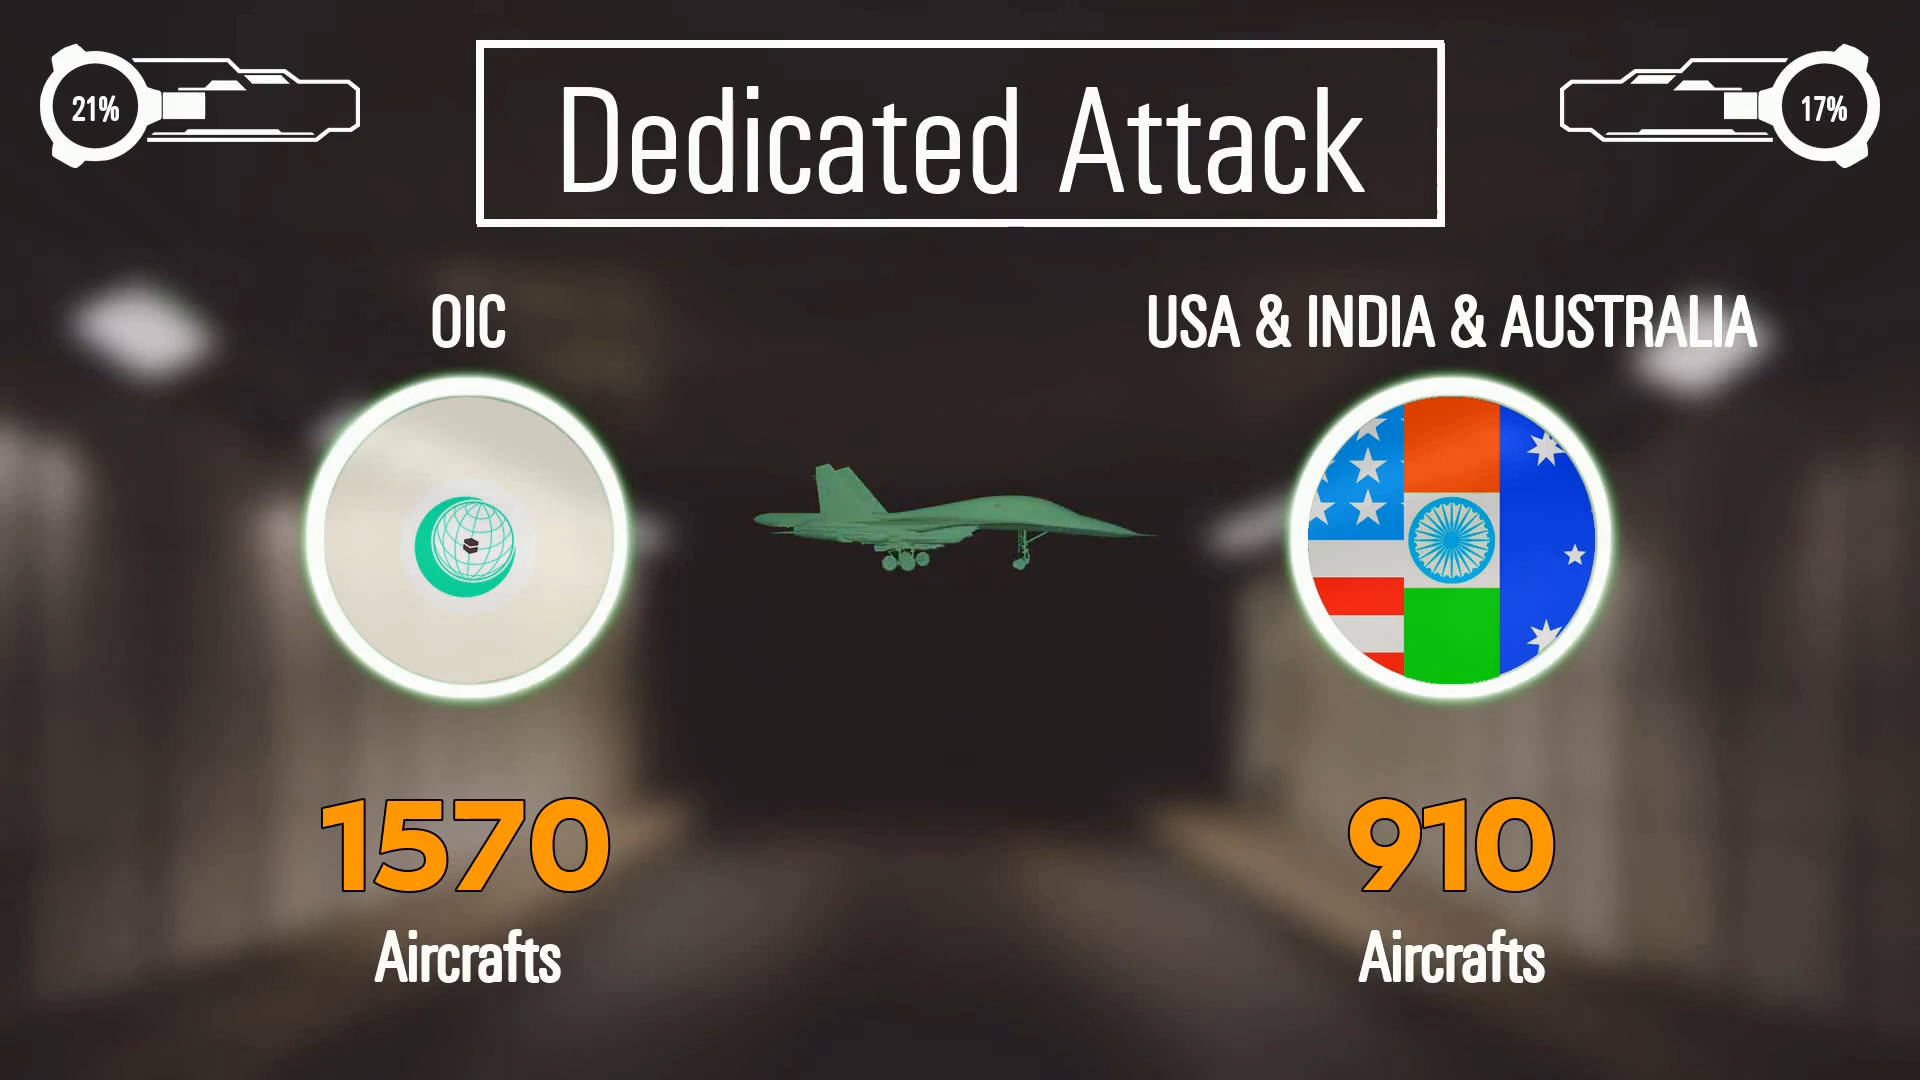 21%
Dedicated Attack
17%
OIC
USA & INDIA & AUSTRALIA
1570
910
Aircrafts
Aircrafts